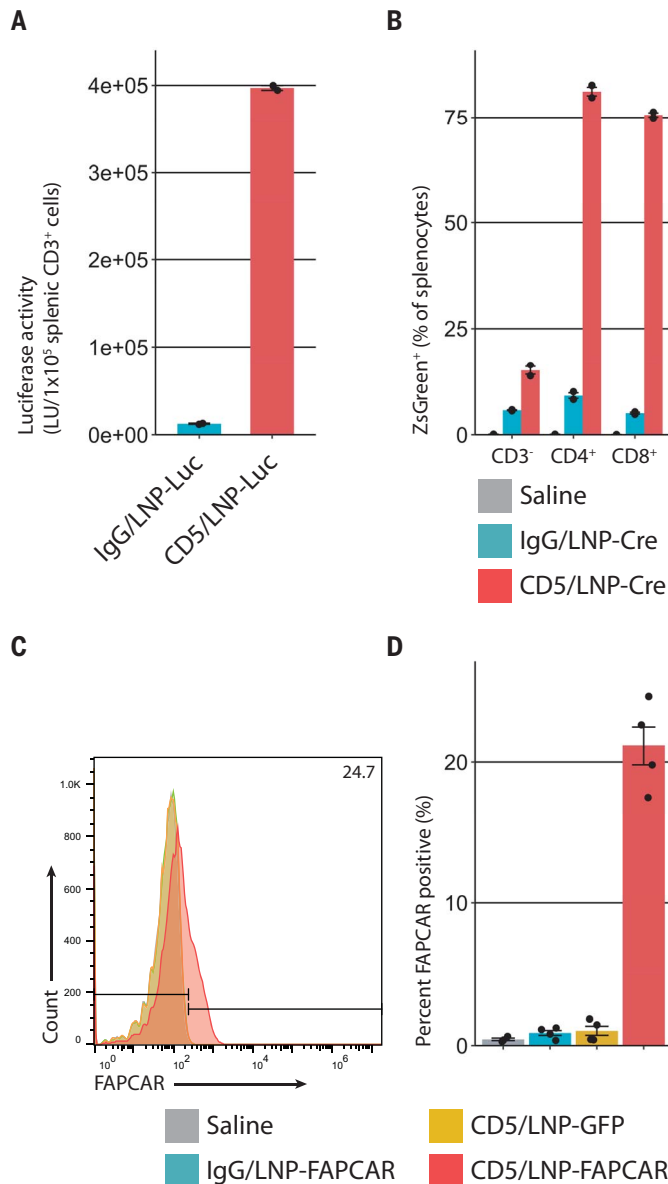 A
Luciferase activity
(LU/1x10⁵ splenic CD3⁺ cells)
4e+05
3e+05
2e+05
1e+05
0e+00
IgG/LNP-Luc
CD5/LNP-Luc
B
ZsGreen⁺ (% of splenocytes)
75
50
25
0
CD3⁻
CD4⁺
CD8⁺
Saline
IgG/LNP-Cre
CD5/LNP-Cre
C
24.7
Count
1.0K
800
600
400
200
0
10⁰
10²
10⁴
10⁶
FAPCAR
D
Percent FAPCAR positive (%)
20
10
0
Saline
IgG/LNP-FAPCAR
CD5/LNP-GFP
CD5/LNP-FAPCAR